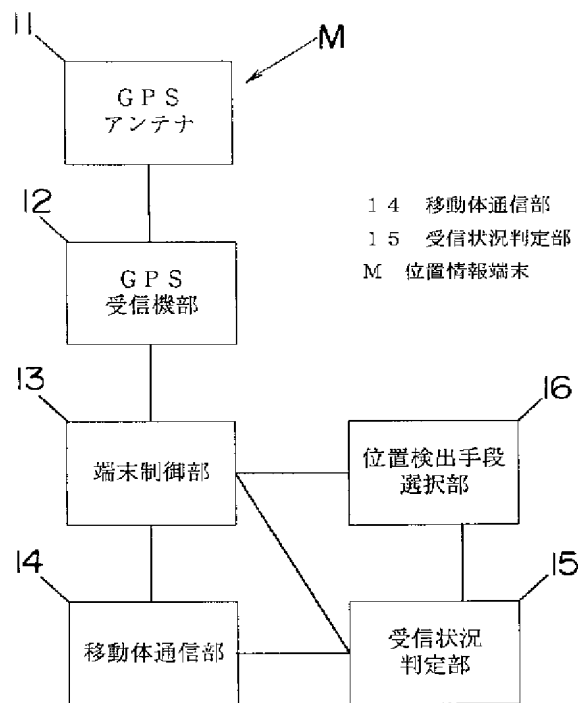 11
M
GPS
アンテナ
12
GPS
受信機部
14 移動体通信部
15 受信状況判定部
M 位置情報端末
13
端末制御部
16
位置検出手段
選択部
14
移動体通信部
15
受信状況
判定部